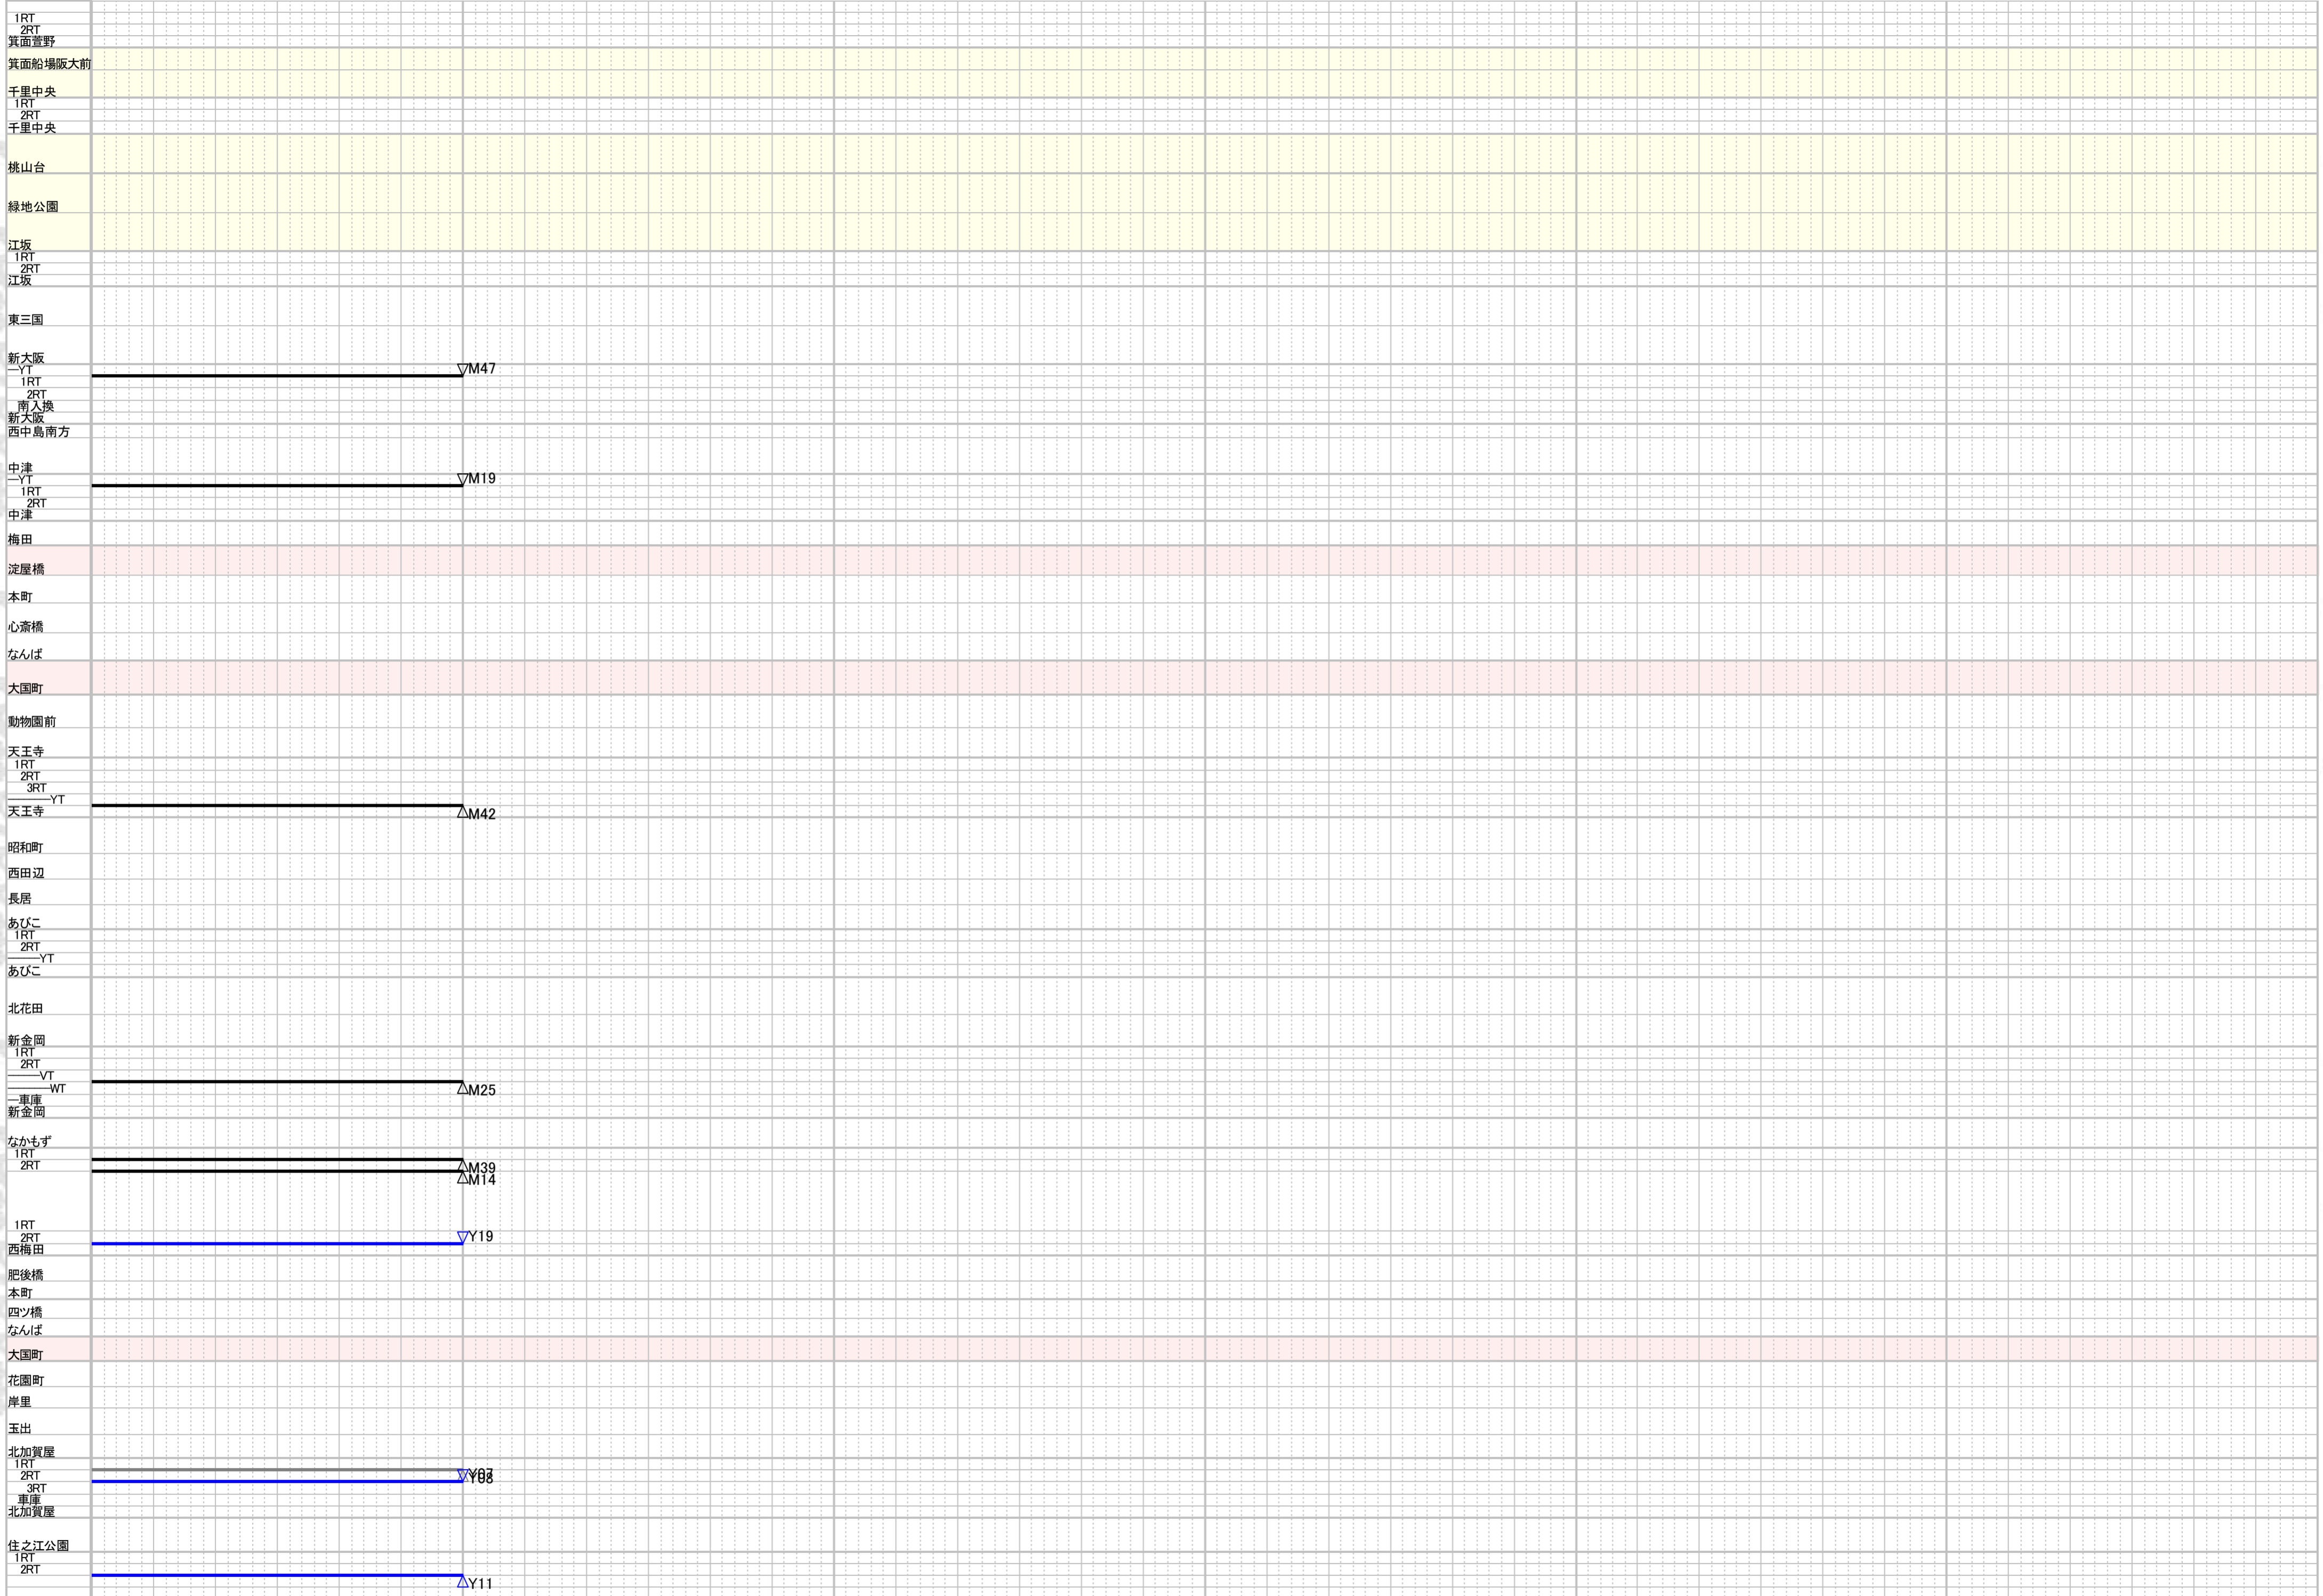 1RT
2RT
箕面萱野
箕面船場阪大前
千里中央
1RT
2RT
千里中央
桃山台
緑地公園
江坂
1RT
2RT
江坂
東三国
新大阪
─YT
M47
1RT
2RT
南入換
新大阪
西中島南方
中津
─YT
M19
1RT
2RT
中津
梅田
淀屋橋
本町
心斎橋
なんば
大国町
動物園前
天王寺
1RT
2RT
3RT
────YT
天王寺
M42
昭和町
西田辺
長居
あびこ
1RT
2RT
───YT
あびこ
北花田
新金岡
1RT
2RT
───VT
────WT
M25
─車庫
新金岡
なかもず
1RT
2RT
M39
M14
1RT
2RT
Y19
西梅田
肥後橋
本町
四ツ橋
なんば
大国町
花園町
岸里
玉出
北加賀屋
1RT
2RT
Y07
Y08
3RT
車庫
北加賀屋
住之江公園
1RT
2RT
Y11